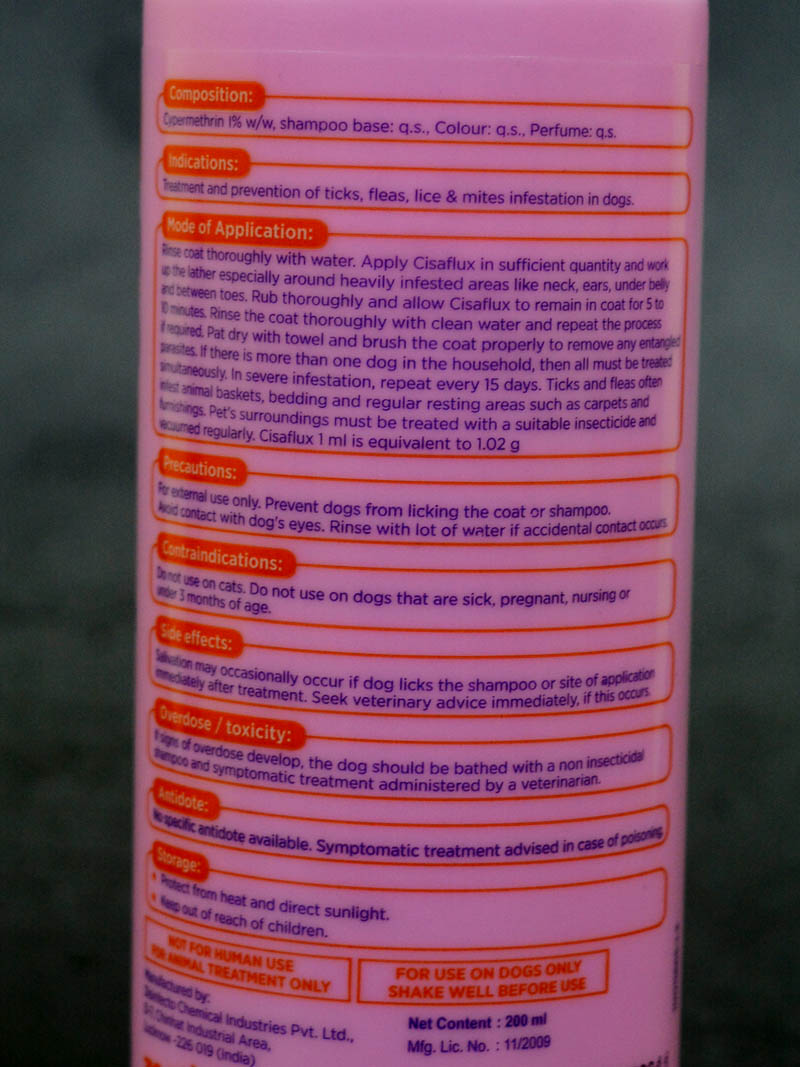 Composition:
Cypermethrin 1% w/w, shampoo base: q.s., Colour: q.s., Perfume: q.s.
Indications:
Treatment and prevention of ticks, fleas, lice & mites infestation in dogs.
Mode of Application:
Rinse coat thoroughly with water. Apply Cisaflux in sufficient quantity and work
up the lather especially around heavily infested areas like neck, ears, under belly
and between toes. Rub thoroughly and allow Cisaflux to remain in coat for 5 to
10 minutes. Rinse the coat thoroughly with clean water and repeat the process
if required. Pat dry with towel and brush the coat properly to remove any entangled
parasites. If there is more than one dog in the household, then all must be treated
simultaneously. In severe infestation, repeat every 15 days. Ticks and fleas often
infest animal baskets, bedding and regular resting areas such as carpets and
furnishings. Pet's surroundings must be treated with a suitable insecticide and
vacuumed regularly. Cisaflux 1 ml is equivalent to 1.02 g
Precautions:
For external use only. Prevent dogs from licking the coat or shampoo.
Avoid contact with dog's eyes. Rinse with lot of water if accidental contact occurs.
Contraindications:
Do not use on cats. Do not use on dogs that are sick, pregnant, nursing or
under 3 months of age.
Side effects:
Salivation may occasionally occur if dog licks the shampoo or site of application
immediately after treatment. Seek veterinary advice immediately, if this occurs.
Overdose / toxicity:
If signs of overdose develop, the dog should be bathed with a non insecticidal
shampoo and symptomatic treatment administered by a veterinarian.
Antidote:
No specific antidote available. Symptomatic treatment advised in case of poisoning.
Storage:
• Protect from heat and direct sunlight.
• Keep out of reach of children.
NOT FOR HUMAN USE
FOR ANIMAL TREATMENT ONLY
FOR USE ON DOGS ONLY
SHAKE WELL BEFORE USE
Manufactured by:
Chemical Industries Pvt. Ltd.,
Industrial Area,
Lucknow -226 019 (India)
Net Content : 200 ml
Mfg. Lic. No. : 11/2009